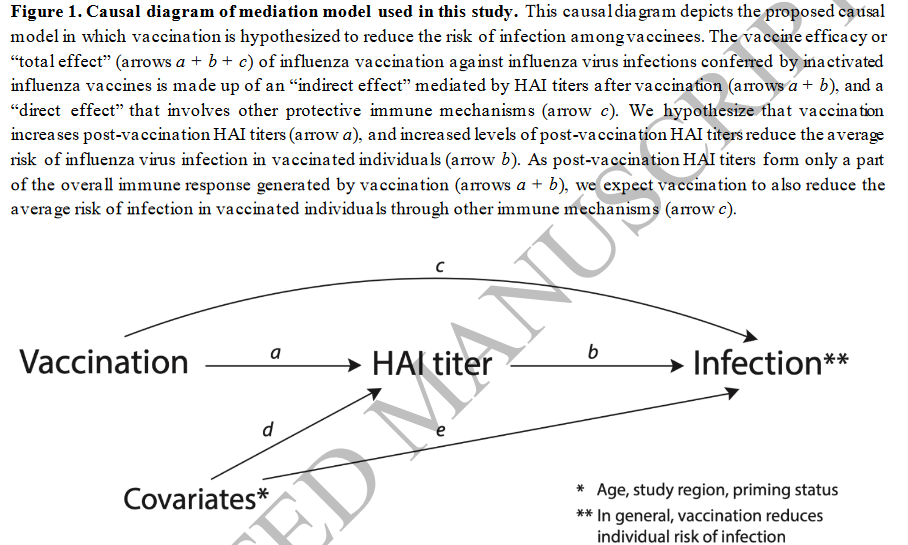 Figure 1. Causal diagram of mediation model used in this study. This causal diagram depicts the proposed causal
model in which vaccination is hypothesized to reduce the risk of infection among vaccinees. The vaccine efficacy or
“total effect” (arrows a + b + c) of influenza vaccination against influenza virus infections conferred by inactivated
influenza vaccines is made up of an “indirect effect” mediated by HAI titers after vaccination (arrows a + b), and a
“direct effect” that involves other protective immune mechanisms (arrow c). We hypothesize that vaccination
increases post-vaccination HAI titers (arrow a), and increased levels of post-vaccination HAI titers reduce the average
risk of influenza virus infection in vaccinated individuals (arrow b). As post-vaccination HAI titers form only a part
of the overall immune response generated by vaccination (arrows a + b), we expect vaccination to also reduce the
average risk of infection in vaccinated individuals through other immune mechanisms (arrow c).
c
Vaccination
a
HAI titer
b
Infection**
d
e
Covariates*
* Age, study region, priming status
** In general, vaccination reduces
individual risk of infection
TED MANUSCRIPT